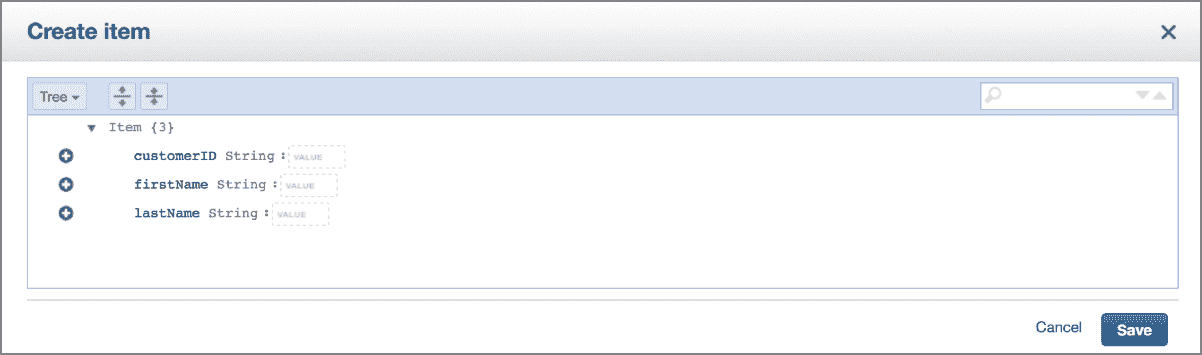 Create item
Tree
Item {3}
customerID String : VALUE
firstName String : VALUE
lastName String : VALUE
Cancel Save